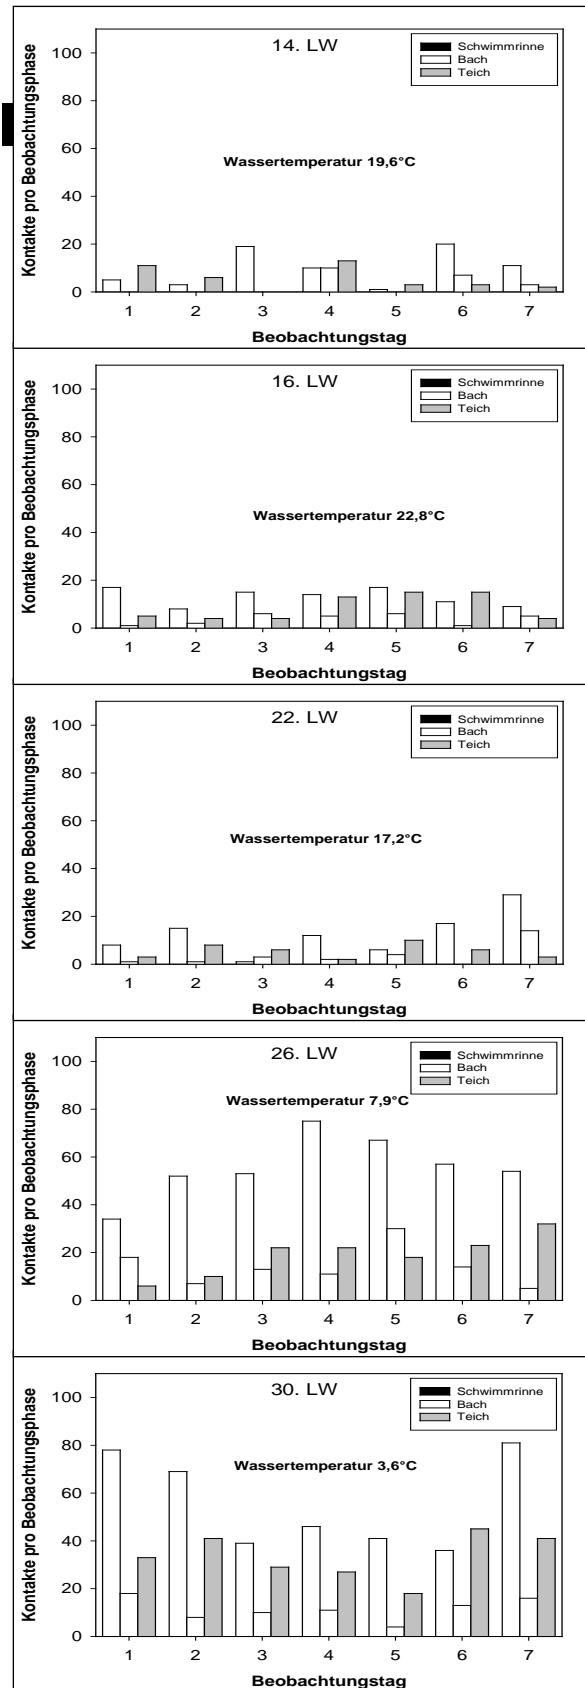 14. LW
Schwimmrinne
Bach
Teich
Wassertemperatur 19,6°C
Kontakte pro Beobachtungsphase
100
80
60
40
20
0
1 2 3 4 5 6 7
Beobachtungstag
16. LW
Schwimmrinne
Bach
Teich
Wassertemperatur 22,8°C
Kontakte pro Beobachtungsphase
100
80
60
40
20
0
1 2 3 4 5 6 7
Beobachtungstag
22. LW
Schwimmrinne
Bach
Teich
Wassertemperatur 17,2°C
Kontakte pro Beobachtungsphase
100
80
60
40
20
0
1 2 3 4 5 6 7
Beobachtungstag
26. LW
Schwimmrinne
Bach
Teich
Wassertemperatur 7,9°C
Kontakte pro Beobachtungsphase
100
80
60
40
20
0
1 2 3 4 5 6 7
Beobachtungstag
30. LW
Schwimmrinne
Bach
Teich
Wassertemperatur 3,6°C
Kontakte pro Beobachtungsphase
100
80
60
40
20
0
1 2 3 4 5 6 7
Beobachtungstag